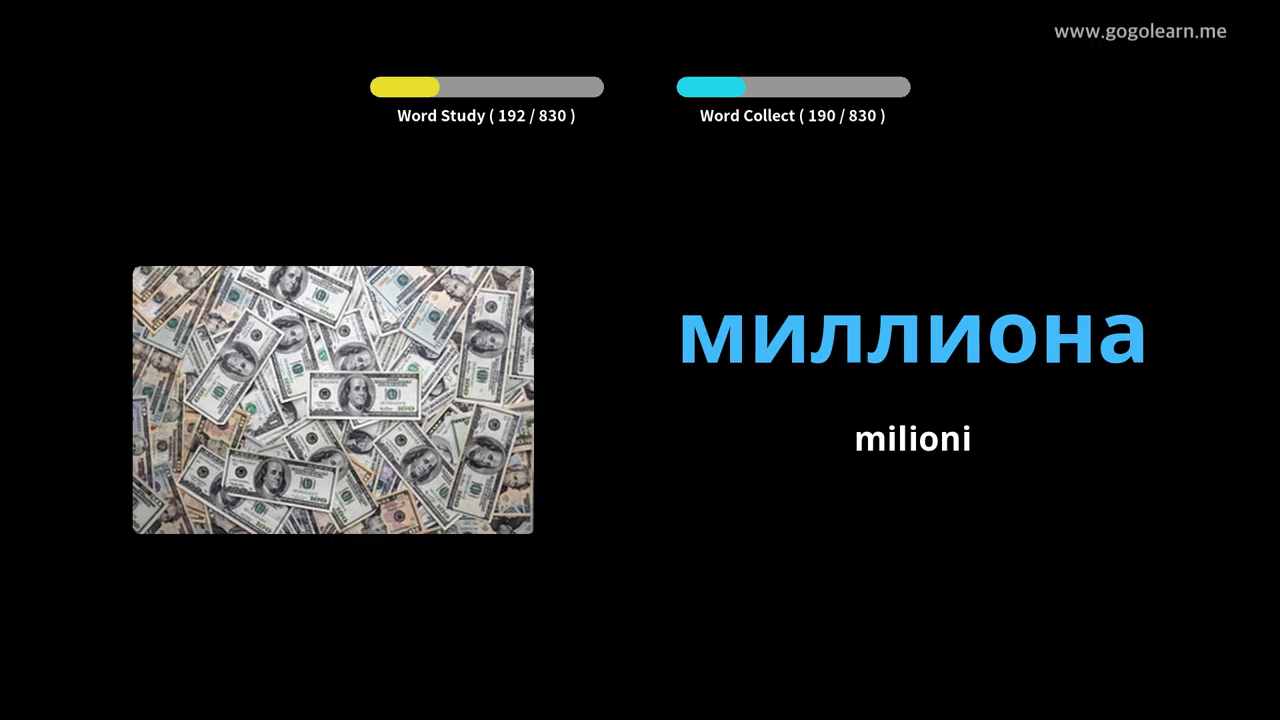 www.gogolearn.me
Word Study ( 192 / 830 )
Word Collect ( 190 / 830 )
миллиона
milioni